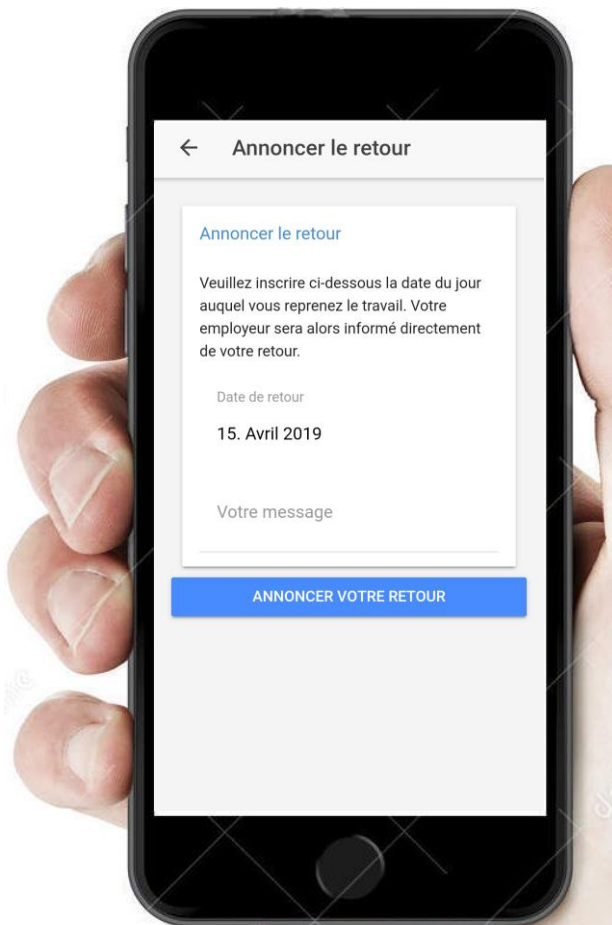 Annoncer le retour
Annoncer le retour
Veuillez inscrire ci-dessous la date du jour
auquel vous reprenez le travail. Votre
employeur sera alors informé directement
de votre retour.
Date de retour
15. Avril 2019
Votre message
ANNONCER VOTRE RETOUR